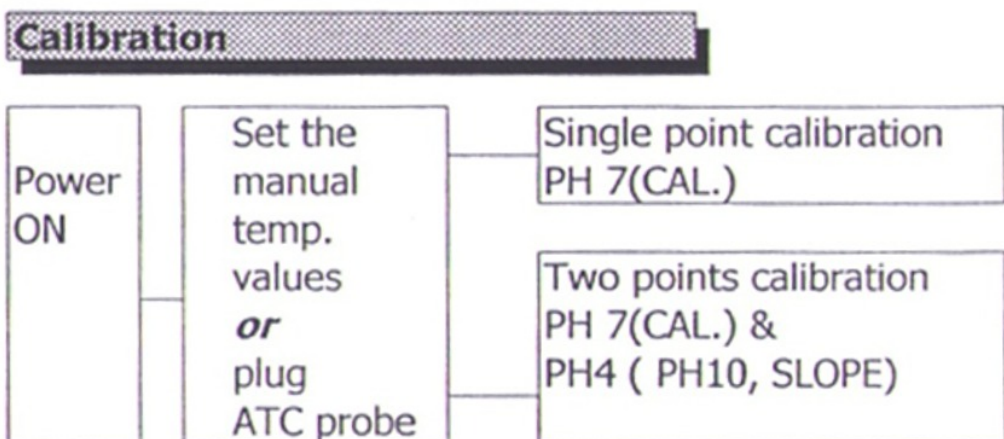 Calibration
Power
ON
Set the
manual
temp.
values
or
plug
ATC probe
Single point calibration
PH 7(CAL.)
Two points calibration
PH 7(CAL.) &
PH4 ( PH10, SLOPE)